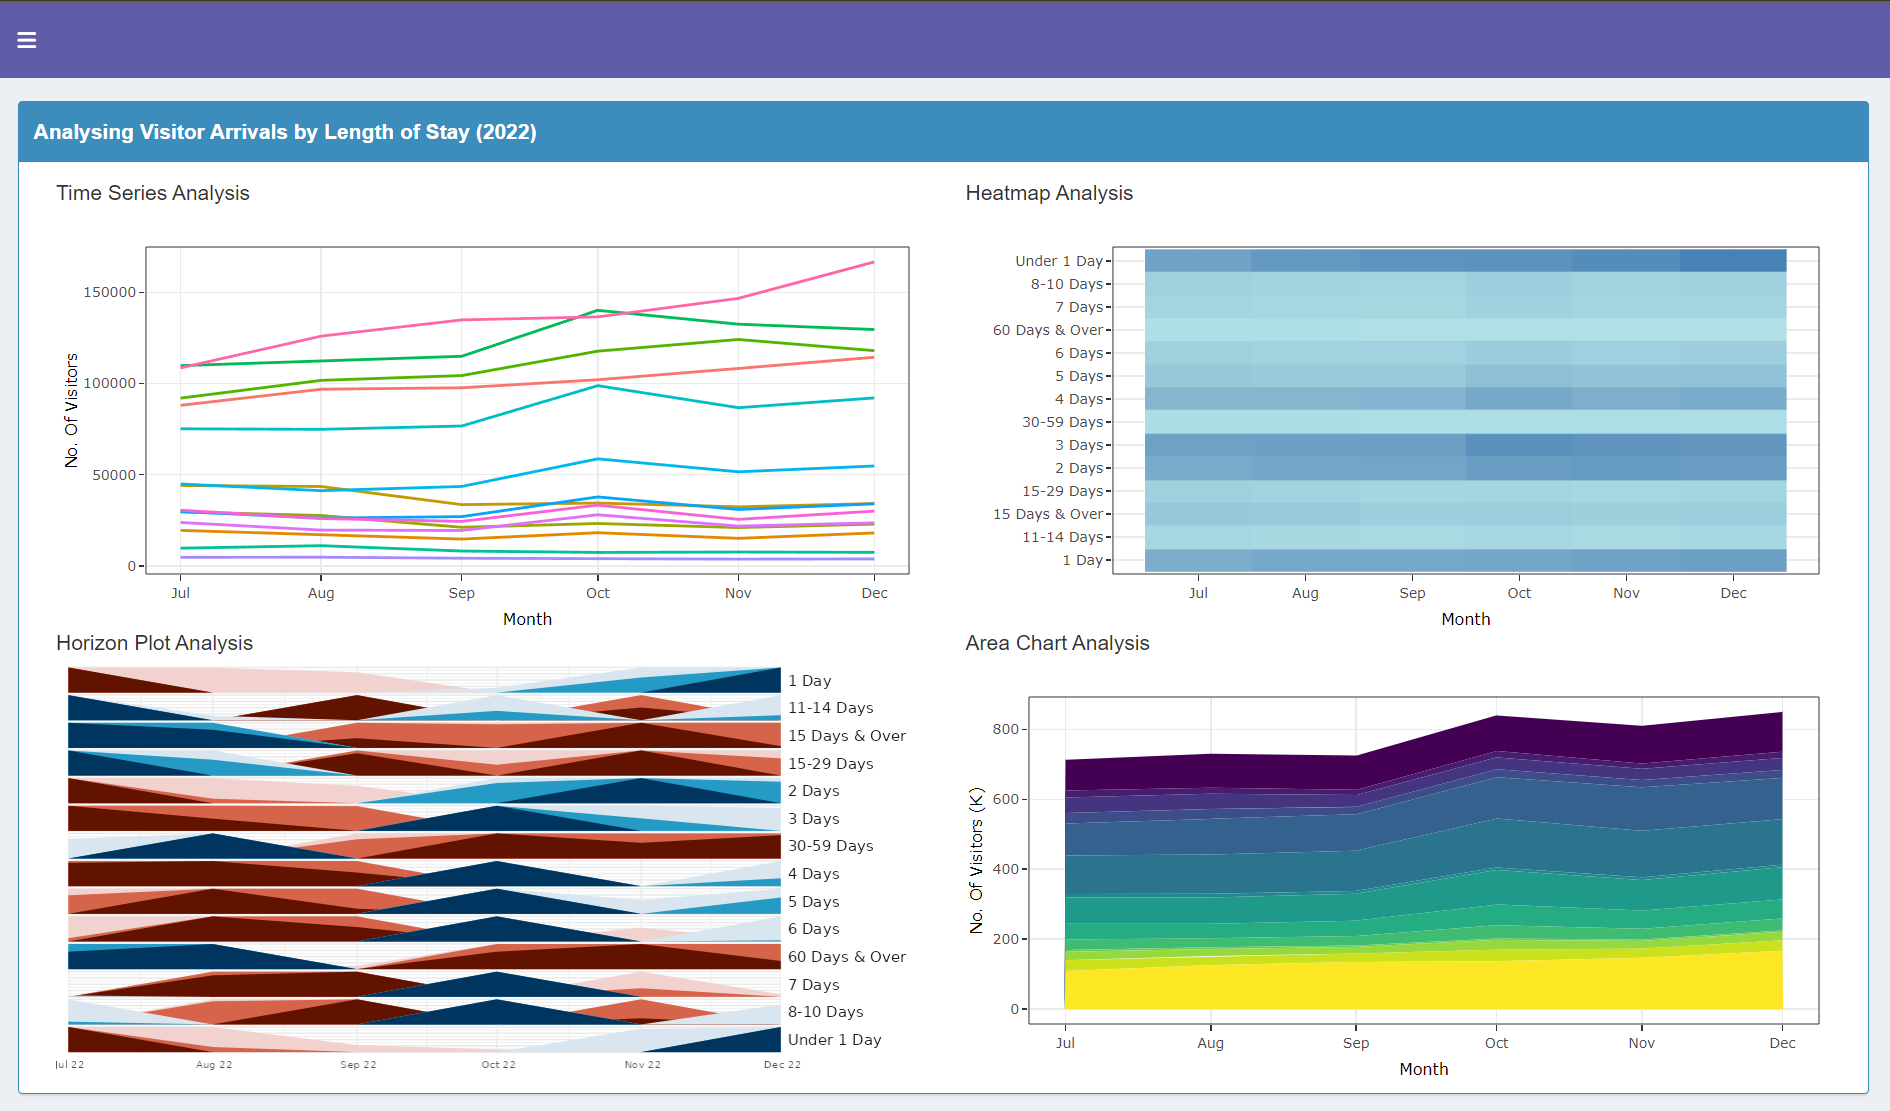 Analysing Visitor Arrivals by Length of Stay (2022)
Time Series Analysis
No. Of Visitors
150000
100000
50000
0
Jul Aug Sep Oct Nov Dec
Month
Heatmap Analysis
Under 1 Day
8-10 Days
7 Days
60 Days & Over
6 Days
5 Days
4 Days
30-59 Days
3 Days
2 Days
15-29 Days
15 Days & Over
11-14 Days
1 Day
Jul Aug Sep Oct Nov Dec
Month
Horizon Plot Analysis
1 Day
11-14 Days
15 Days & Over
15-29 Days
2 Days
3 Days
30-59 Days
4 Days
5 Days
6 Days
60 Days & Over
7 Days
8-10 Days
Under 1 Day
Jul 22 Aug 22 Sep 22 Oct 22 Nov 22 Dec 22
Area Chart Analysis
No. Of Visitors (K)
800
600
400
200
0
Jul Aug Sep Oct Nov Dec
Month